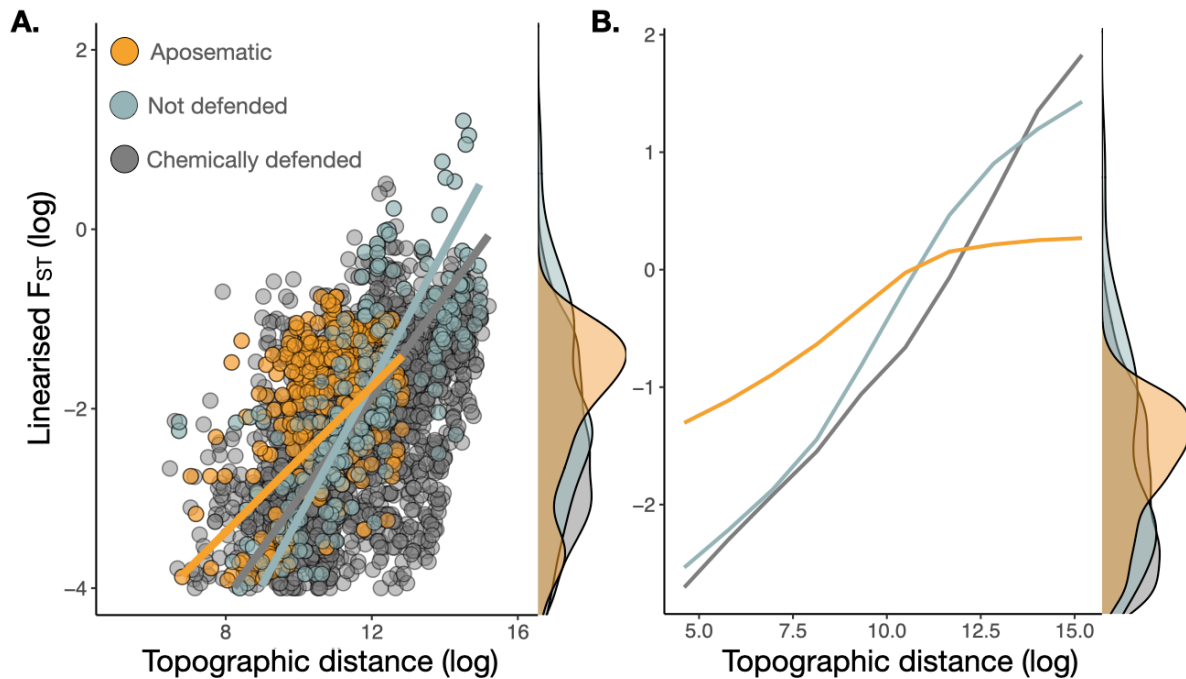 A.
B.
Aposematic
Not defended
Chemically defended
Linearised FST (log)
2
0
−2
−4
8
12
16
Topographic distance (log)
2
1
0
−1
−2
5.0
7.5
10.0
12.5
15.0
Topographic distance (log)